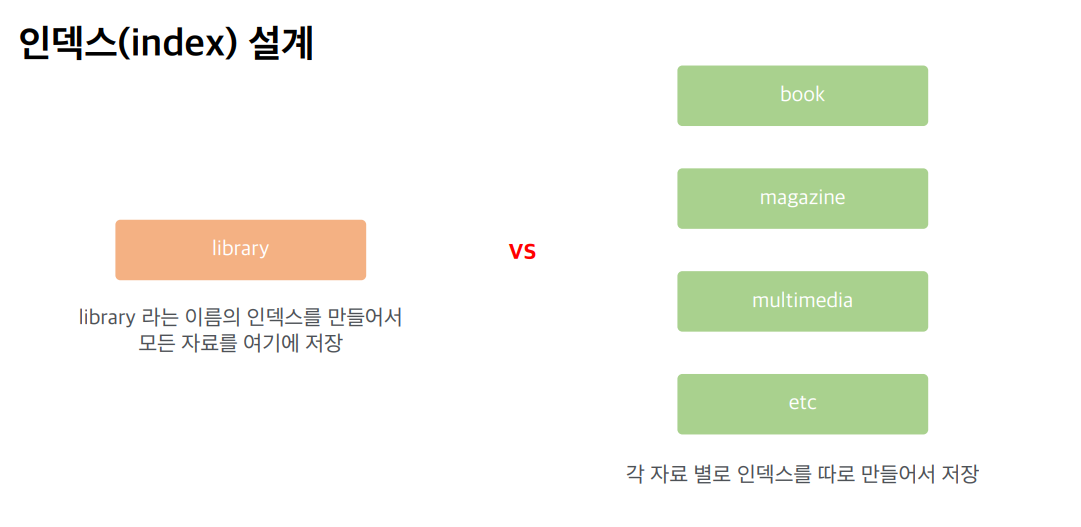 인덱스(index) 설계
library
library 라는 이름의 인덱스를 만들어서
모든 자료를 여기에 저장
vs
book
magazine
multimedia
etc
각 자료 별로 인덱스를 따로 만들어서 저장